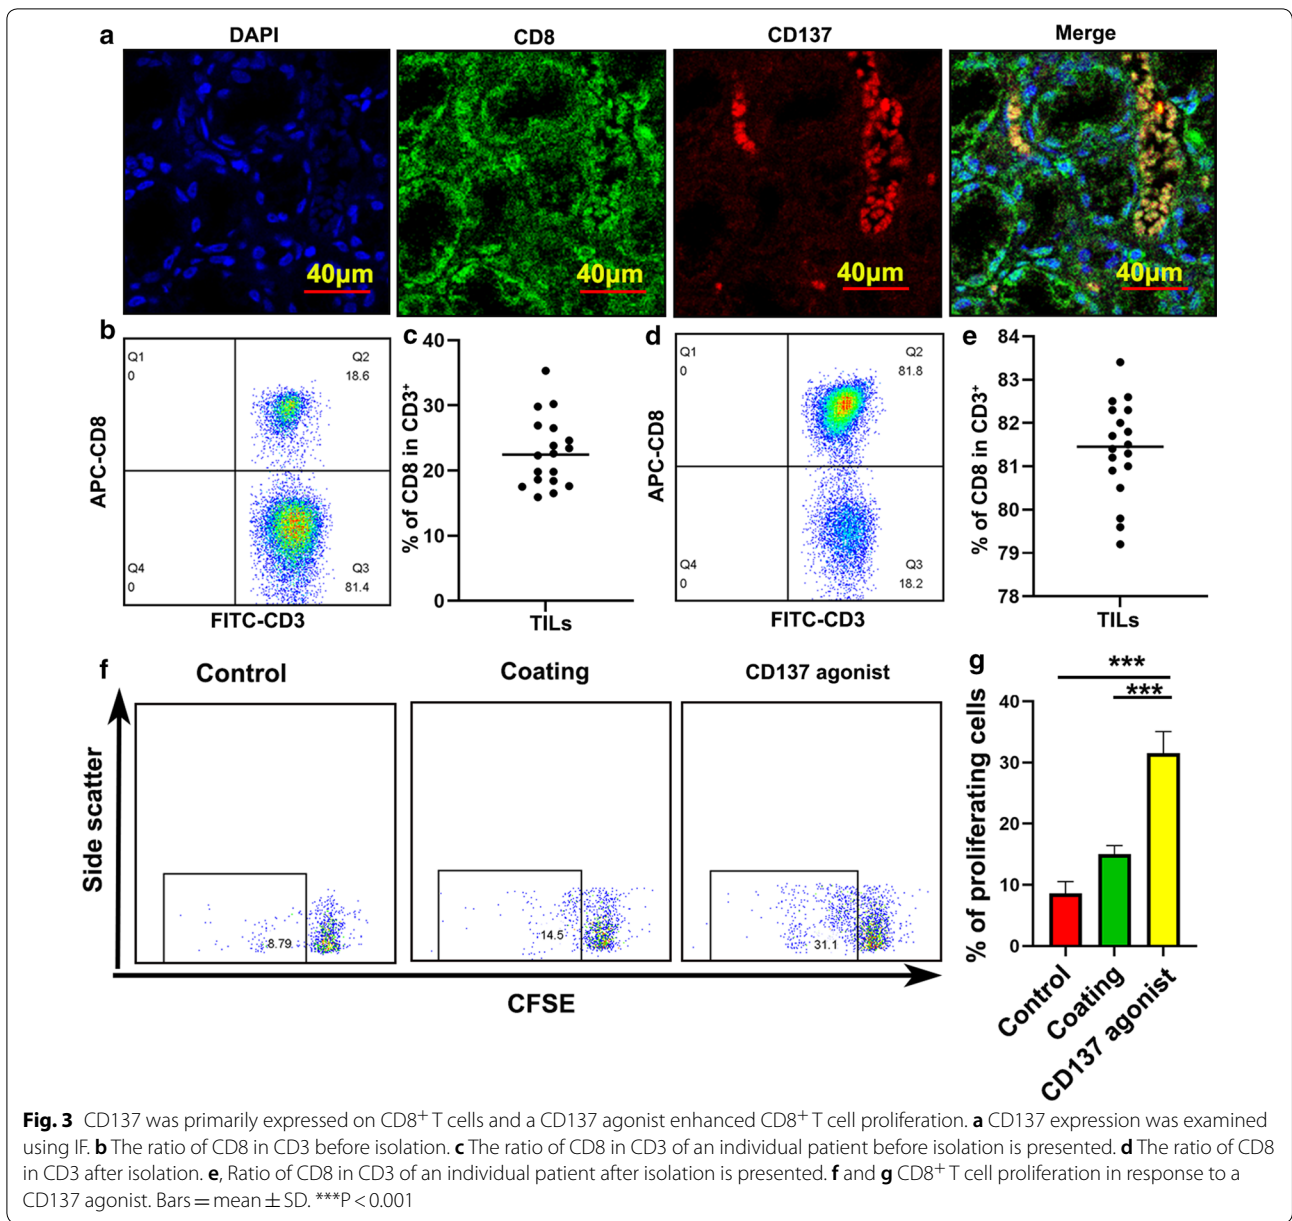 a
DAPI
CD8
CD137
Merge
40µm
40µm
40µm
40µm
b
Q1
0
Q2
18.6
Q4
0
Q3
81.4
APC-CD8
FITC-CD3
c
% of CD8 in CD3+
40
30
20
10
0
TILs
d
Q1
0
Q2
81.8
Q4
0
Q3
18.2
APC-CD8
FITC-CD3
e
% of CD8 in CD3+
84
83
82
81
80
79
78
TILs
f
Control
Coating
CD137 agonist
Side scatter
8.79
14.5
31.1
CFSE
g
% of proliferating cells
***
***
40
30
20
10
0
Control
Coating
CD137 agonist
Fig. 3 CD137 was primarily expressed on CD8+ T cells and a CD137 agonist enhanced CD8+ T cell proliferation. a CD137 expression was examined
using IF. b The ratio of CD8 in CD3 before isolation. c The ratio of CD8 in CD3 of an individual patient before isolation is presented. d The ratio of CD8
in CD3 after isolation. e, Ratio of CD8 in CD3 of an individual patient after isolation is presented. f and g CD8+ T cell proliferation in response to a
CD137 agonist. Bars = mean ± SD. ***P < 0.001